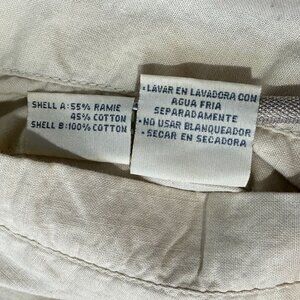 SHELL A: 55% RAMIE
45% COTTON
SHELL B: 100% COTTON
•LAVAR EN LAVADORA CON
AGUA FRIA
SEPARADAMENTE
•NO USAR BLANQUEADOR
•SECAR EN SECADORA